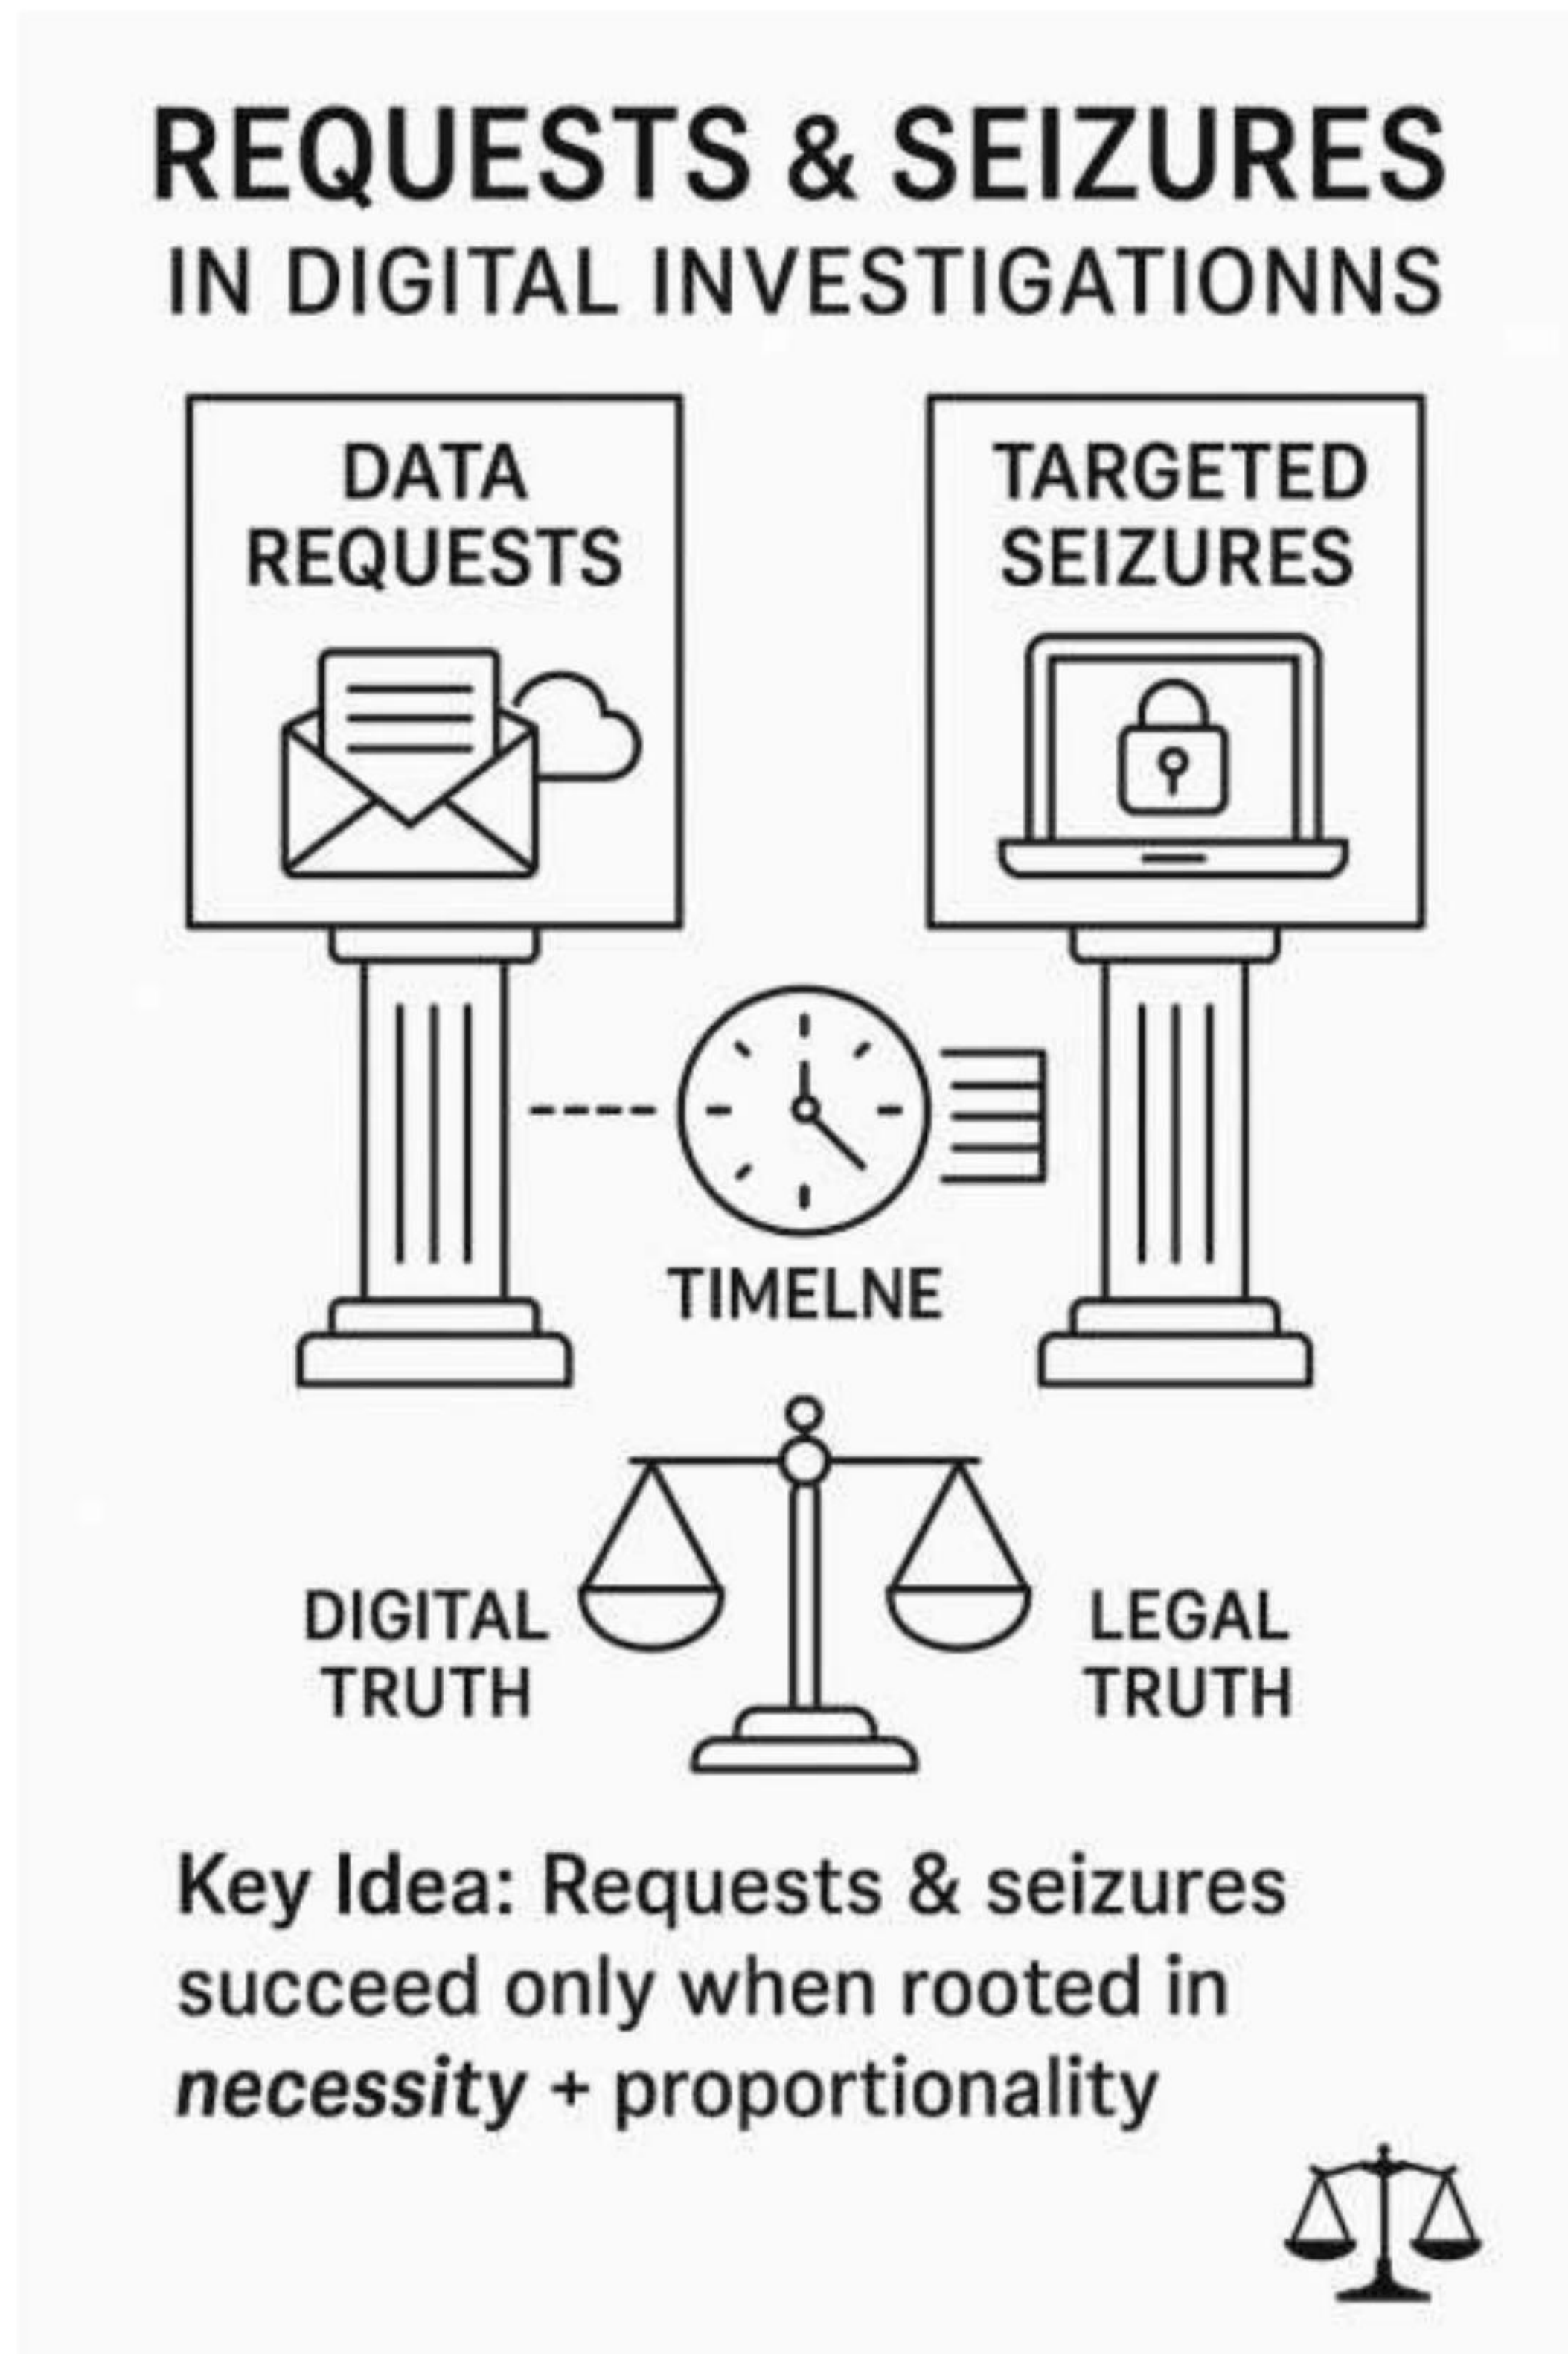 REQUESTS & SEIZURES
IN DIGITAL INVESTIGATIONNS
DATA
REQUESTS
TARGETED
SEIZURES
TIMELNE
DIGITAL
TRUTH
LEGAL
TRUTH
Key Idea: Requests & seizures
succeed only when rooted in
necessity + proportionality